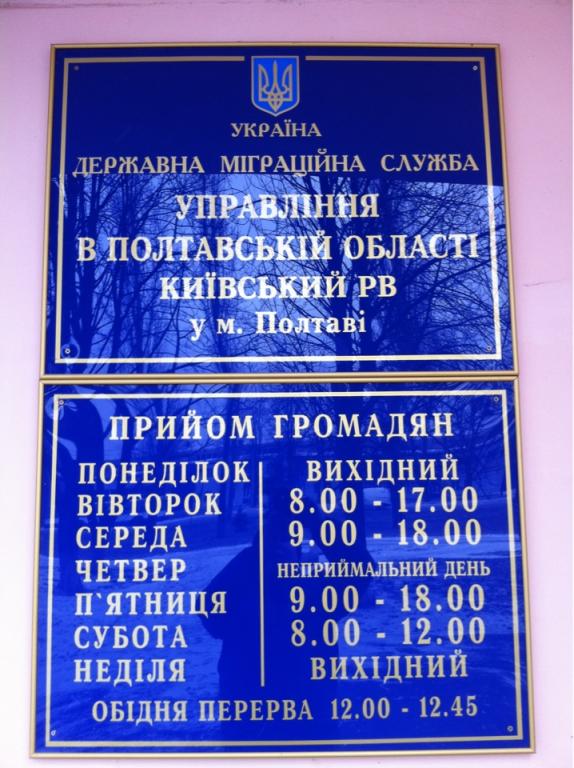 УКРАЇНА
ДЕРЖАВНА МІГРАЦІЙНА СЛУЖБА
УПРАВЛІННЯ
В ПОЛТАВСЬКІЙ ОБЛАСТІ
КИЇВСЬКИЙ РВ
у м. Полтаві
ПРИЙОМ ГРОМАДЯН
ПОНЕДІЛОК ВИХІДНИЙ
ВІВТОРОК 8.00 - 17.00
СЕРЕДА 9.00 - 18.00
ЧЕТВЕР НЕПРИЙМАЛЬНИЙ ДЕНЬ
П`ЯТНИЦЯ 9.00 - 18.00
СУБОТА 8.00 - 12.00
НЕДІЛЯ ВИХІДНИЙ
ОБІДНЯ ПЕРЕРВА 12.00 - 12.45